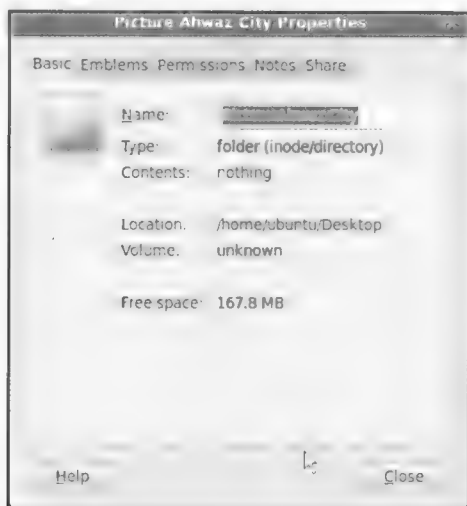 Picture Ahwaz City Properties
Basic Emblems Permissions Notes Share
Name:
Type: folder (inode/directory)
Contents: nothing
Location: /home/ubuntu/Desktop
Volume: unknown
Free space: 167.8 MB
Help Close